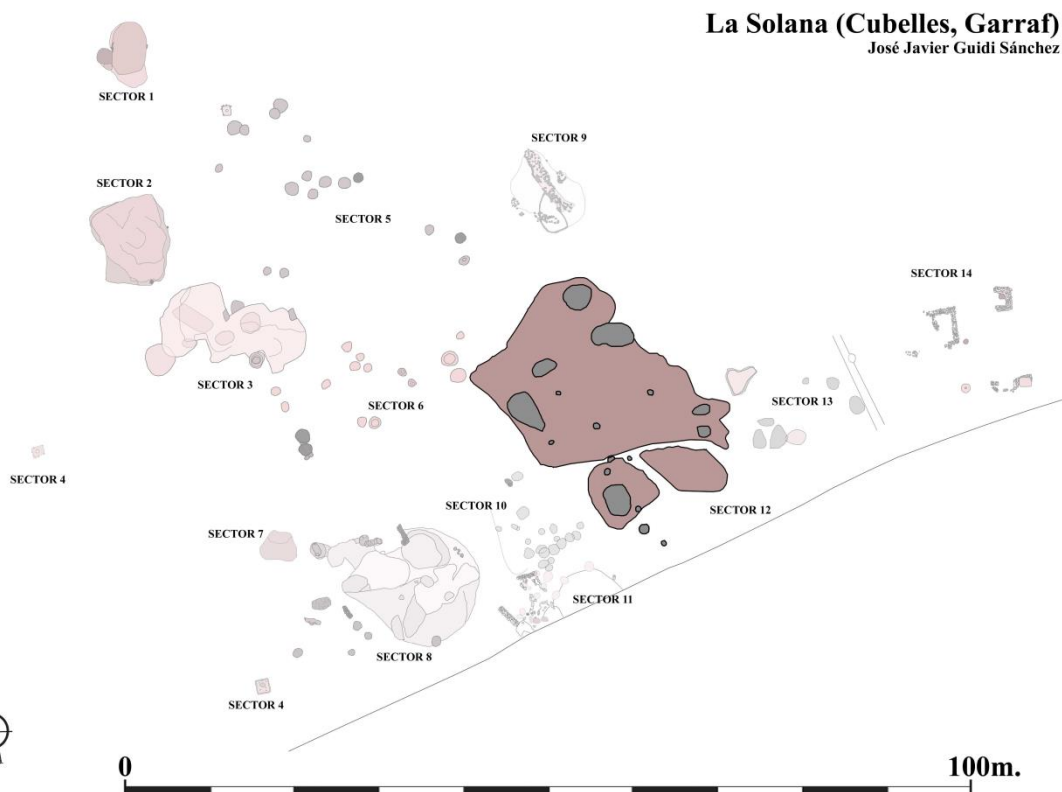 La Solana (Cubelles, Garraf)
José Javier Guidi Sánchez
SECTOR 1
SECTOR 9
SECTOR 2
SECTOR 5
SECTOR 14
SECTOR 3
SECTOR 6
SECTOR 13
SECTOR 4
SECTOR 10
SECTOR 12
SECTOR 7
SECTOR 11
SECTOR 8
SECTOR 4
0
100m.